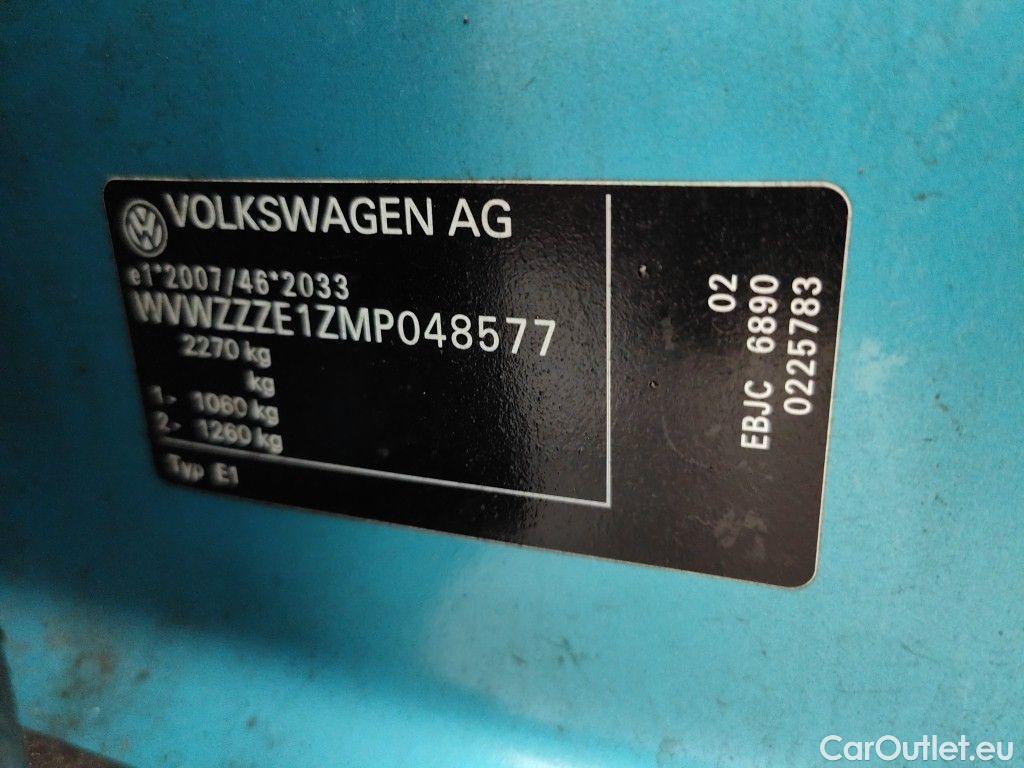 VOLKSWAGEN AG
e1*2007/46*2033
WVWZZZE1ZMP048577
2270 kg
kg
1.- 1060 kg
2- 1260 kg
Typ E1
02
EBJC 6890
0225783
CarOutlet.eu